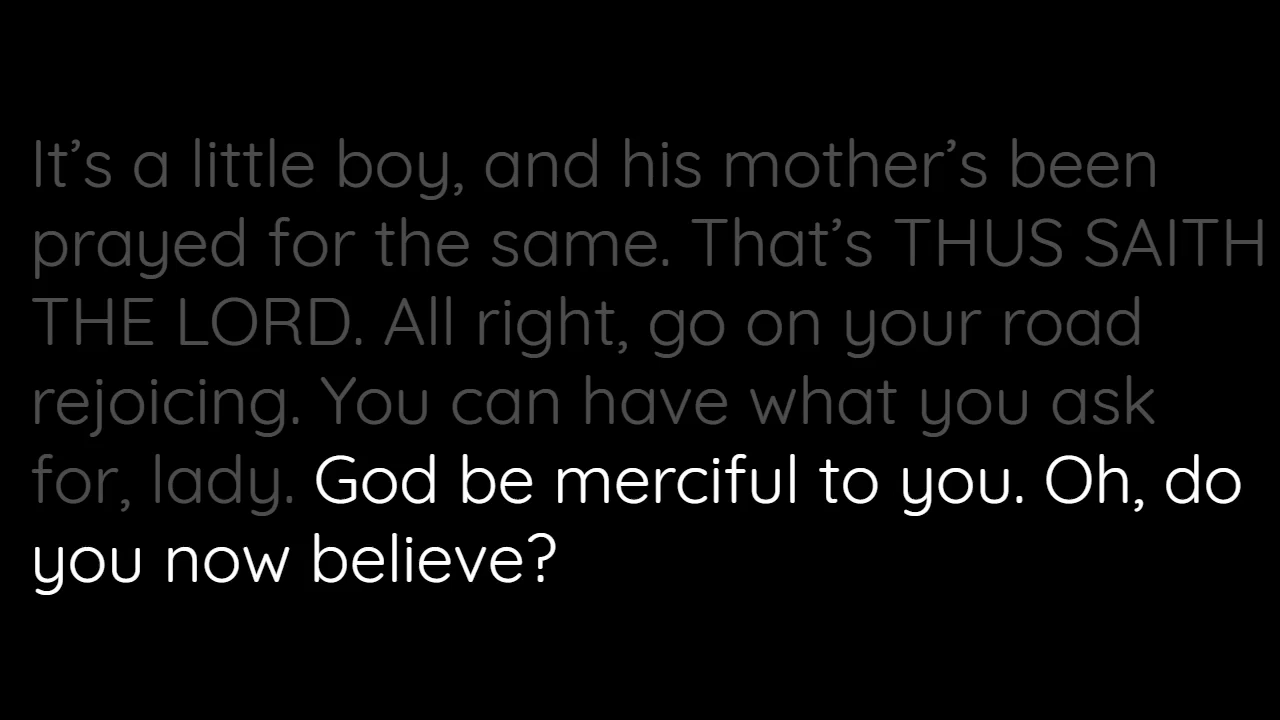 It’s a little boy, and his mother’s been
prayed for the same. That’s THUS SAITH
THE LORD. All right, go on your road
rejoicing. You can have what you ask
for, lady. God be merciful to you. Oh, do
you now believe?